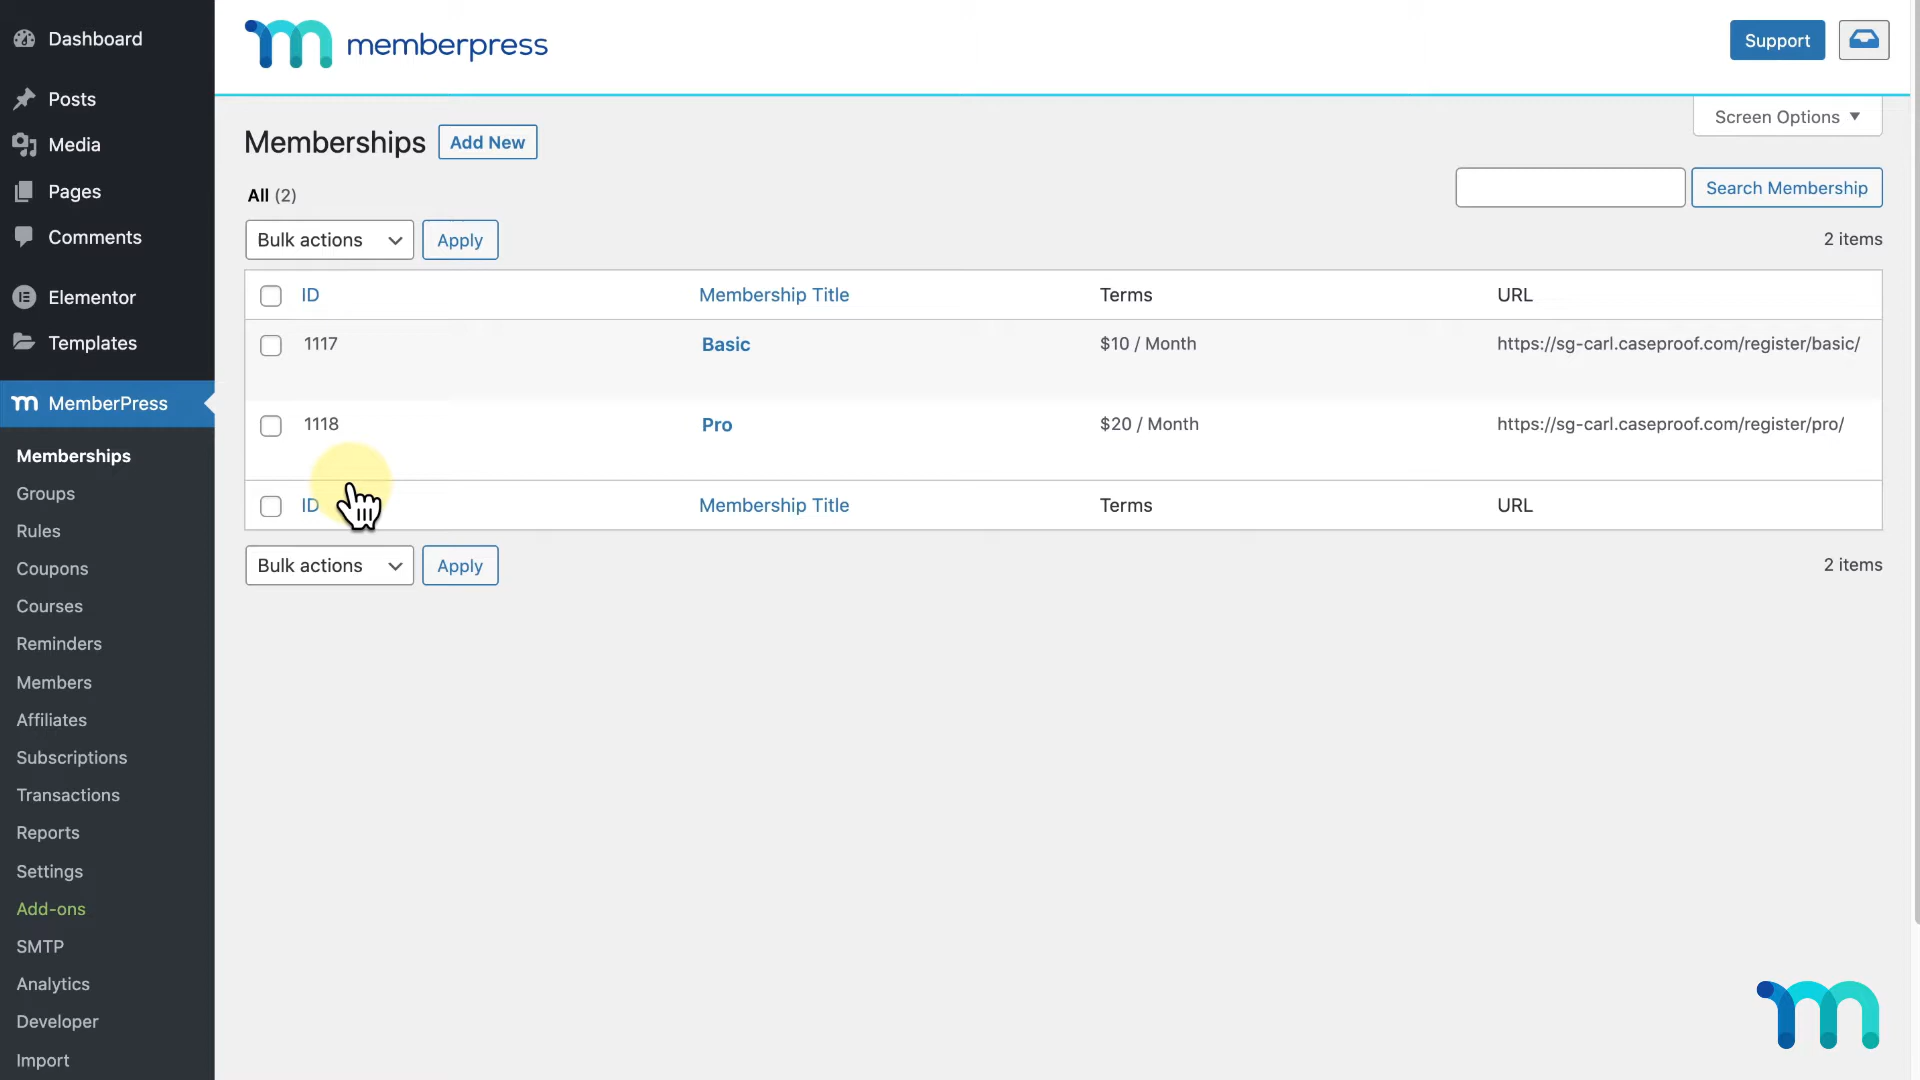 Dashboard
Posts
Media
Pages
Comments
Elementor
Templates
MemberPress
Memberships
Groups
Rules
Coupons
Courses
Reminders
Members
Affiliates
Subscriptions
Transactions
Reports
Settings
Add-ons
SMTP
Analytics
Developer
Import
memberpress
Support
Screen Options
Memberships Add New
All (2)
Search Membership
Bulk actions Apply 2 items
ID Membership Title Terms URL
1117 Basic $10 / Month https://sg-carl.caseproof.com/register/basic/
1118 Pro $20 / Month https://sg-carl.caseproof.com/register/pro/
ID Membership Title Terms URL
Bulk actions Apply 2 items